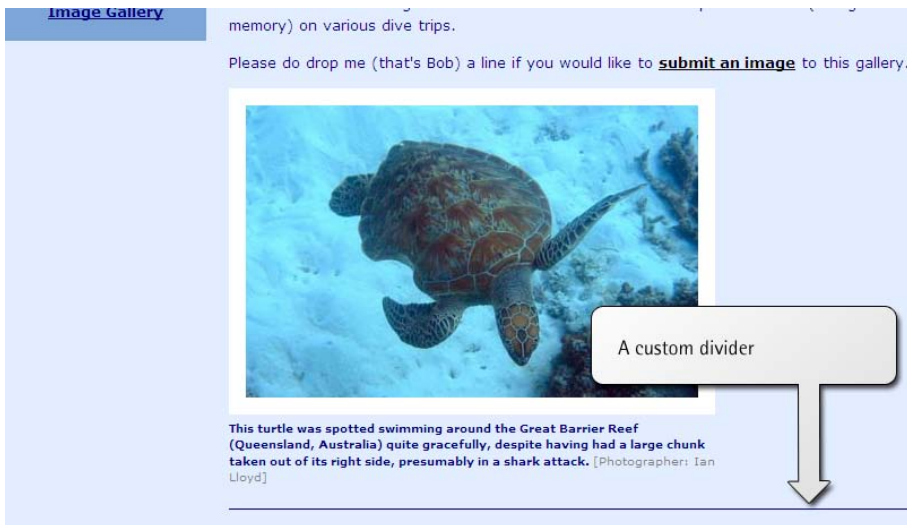 Image Gallery
memory) on various dive trips.
Please do drop me (that's Bob) a line if you would like to submit an image to this gallery.
A custom divider
This turtle was spotted swimming around the Great Barrier Reef
(Queensland, Australia) quite gracefully, despite having had a large chunk
taken out of its right side, presumably in a shark attack. [Photographer: Ian
Lloyd]